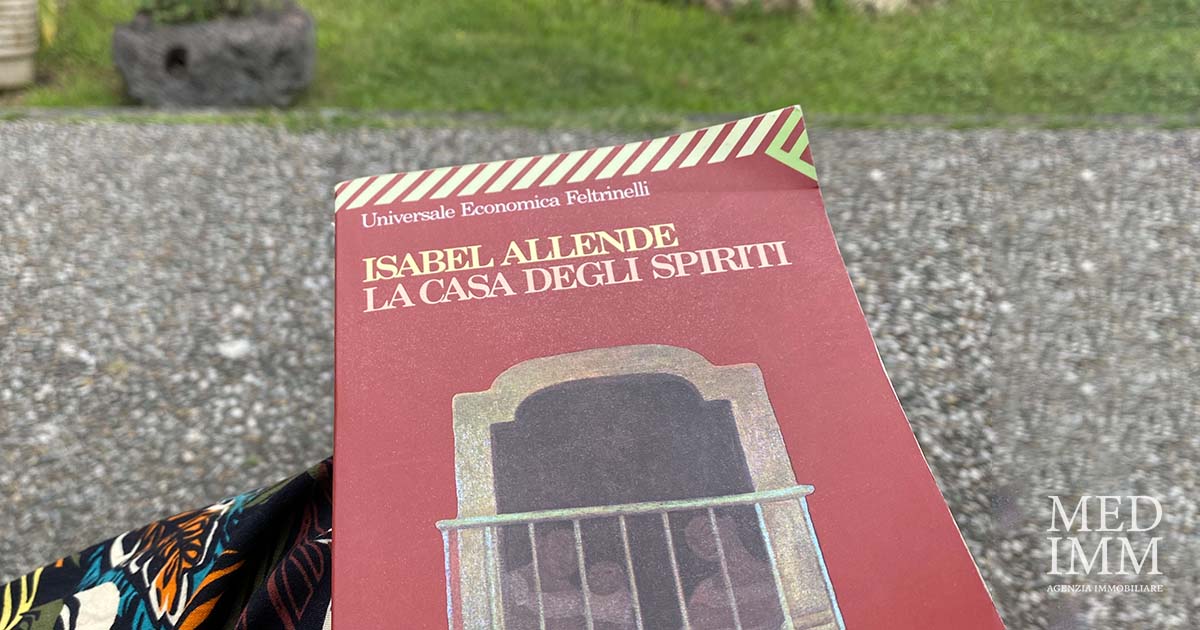 Universale Economica Feltrinelli
ISABEL ALLENDE
LA CASA DEGLI SPIRITI
MED
IMM
AGENZIA IMMOBILIARE